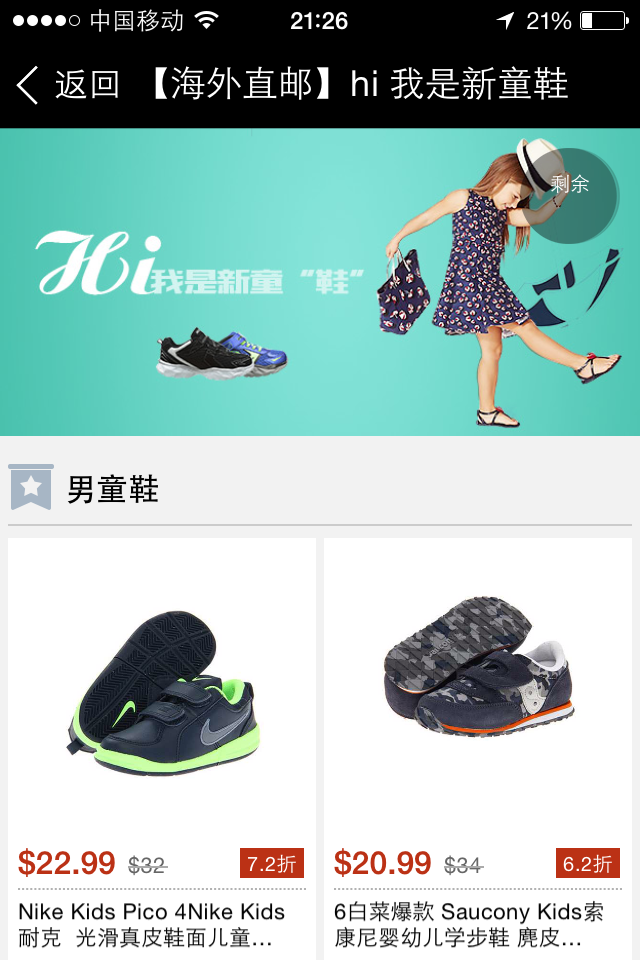 中国移动 21:26 21%
返回 【海外直邮】hi 我是新童鞋
剩余
Hi我是新童“鞋”
男童鞋
$22.99 $32 7.2折
Nike Kids Pico 4Nike Kids
耐克 光滑真皮鞋面儿童...
$20.99 $34 6.2折
6白菜爆款 Saucony Kids索
康尼婴幼儿学步鞋 麂皮...